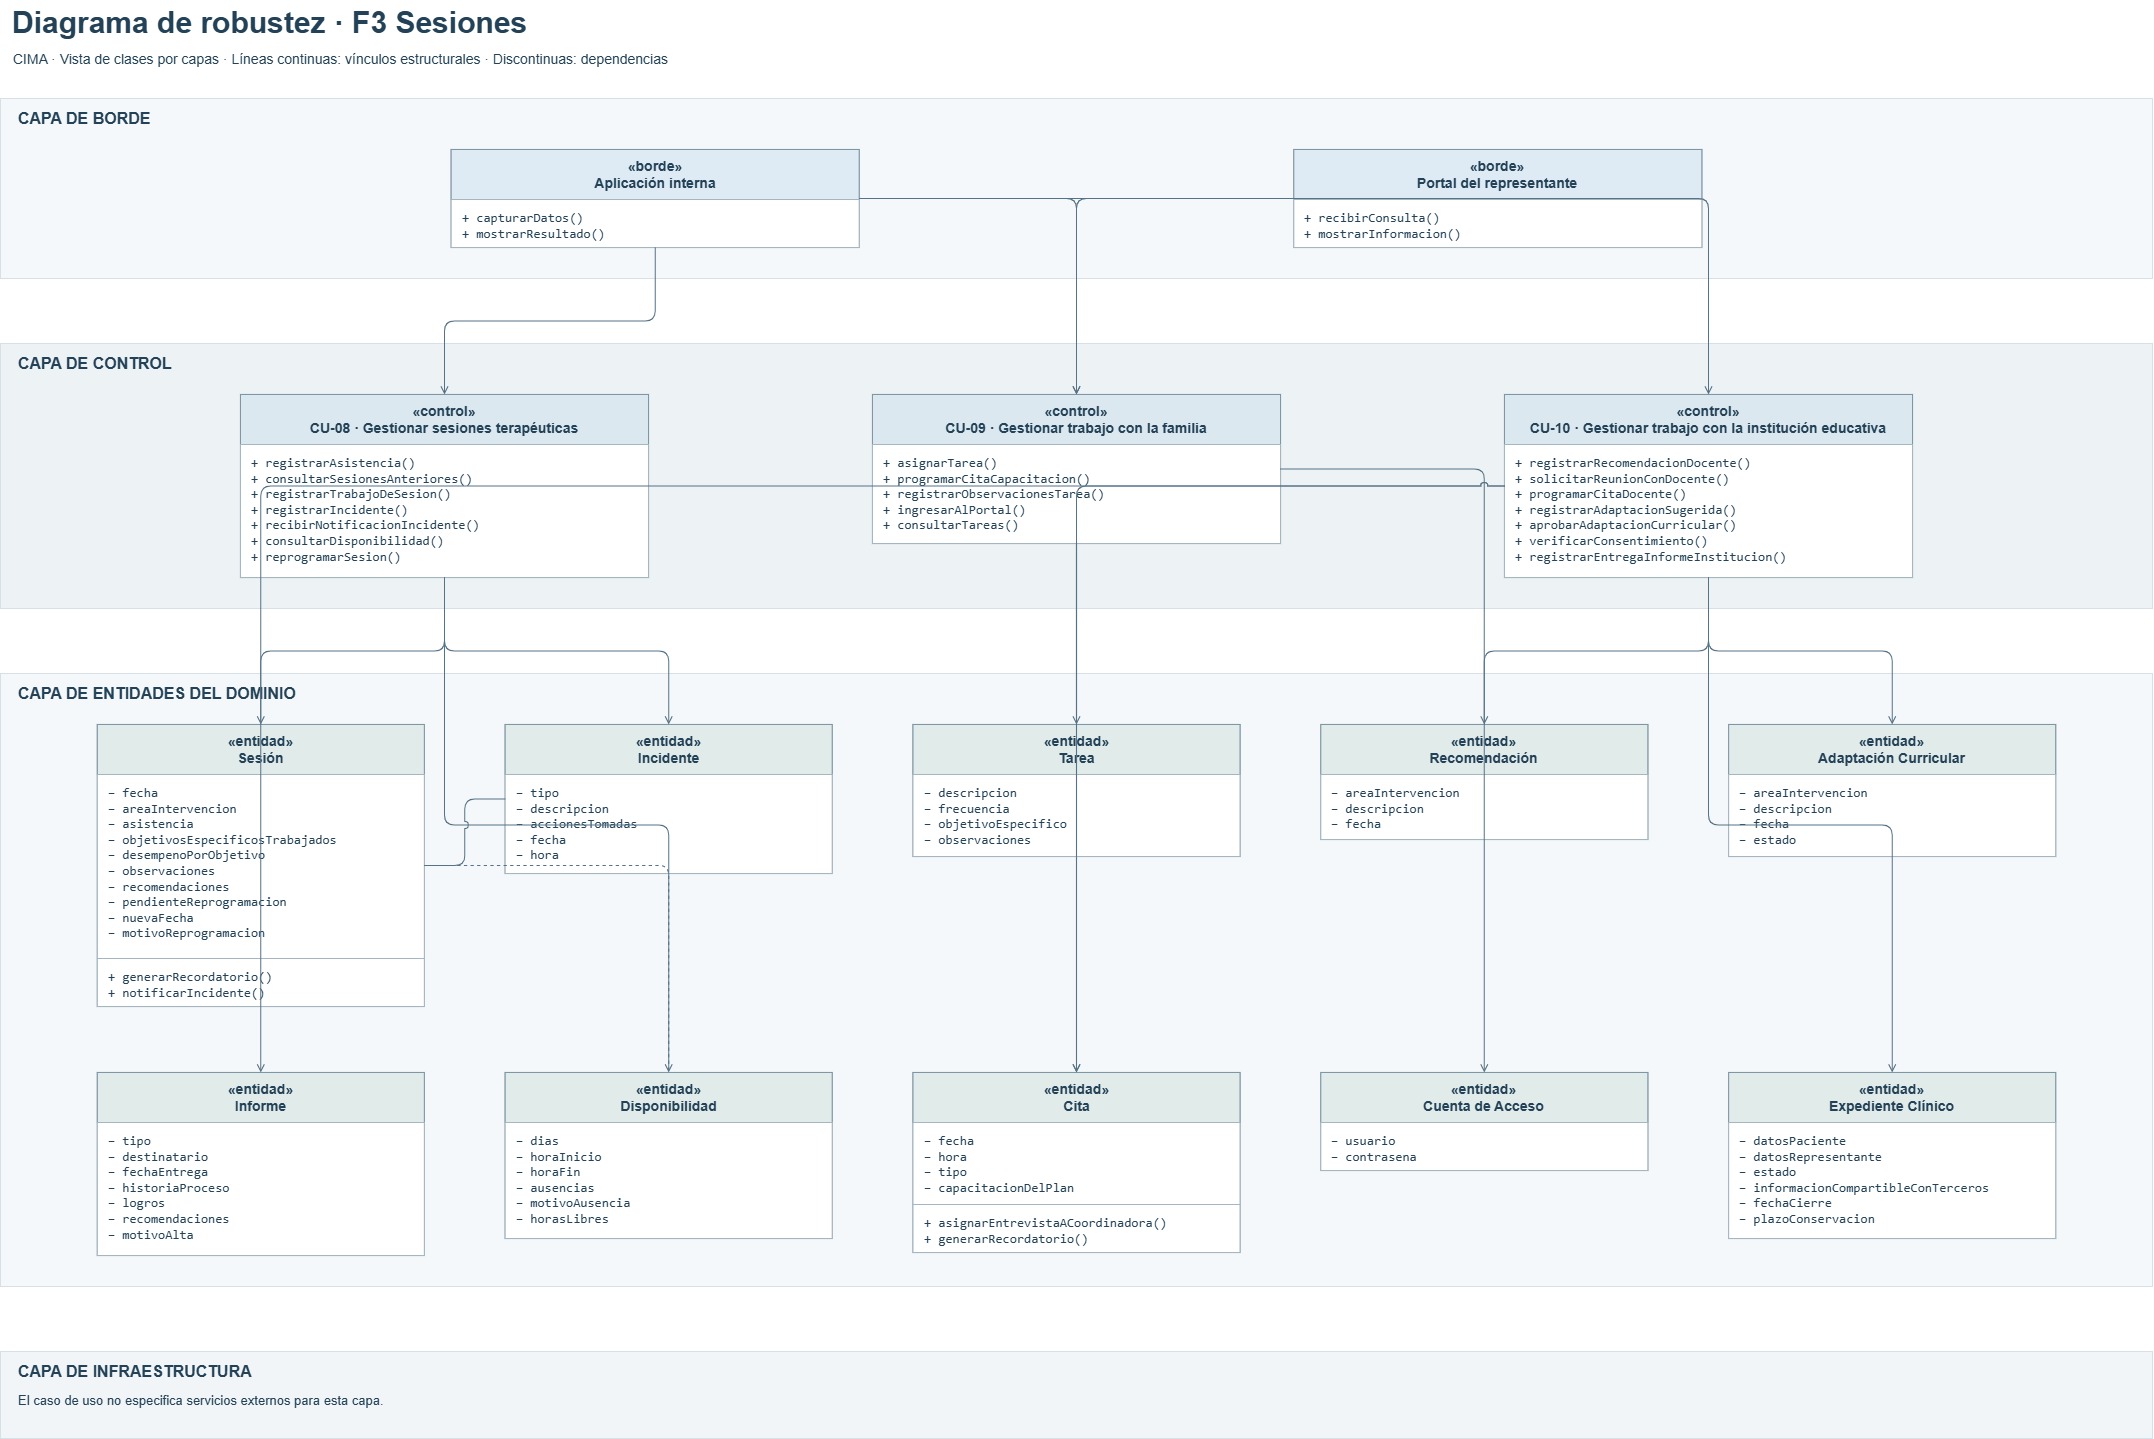 Diagrama de robustez · F3 Sesiones
CIMA · Vista de clases por capas · Líneas continuas: vínculos estructurales · Discontinuas: dependencias
CAPA DE BORDE
«borde»
Aplicación interna
+ capturarDatos()
+ mostrarResultado()
«borde»
Portal del representante
+ recibirConsulta()
+ mostrarInformacion()
CAPA DE CONTROL
«control»
CU-08 · Gestionar sesiones terapéuticas
+ registrarAsistencia()
+ consultarSesionesAnteriores()
+ registrarTrabajoDeSesion()
+ registrarIncidente()
+ recibirNotificacionIncidente()
+ consultarDisponibilidad()
+ reprogramarSesion()
«control»
CU-09 · Gestionar trabajo con la familia
+ asignarTarea()
+ programarCitaCapacitacion()
+ registrarObservacionesTarea()
+ ingresarAlPortal()
+ consultarTareas()
«control»
CU-10 · Gestionar trabajo con la institución educativa
+ registrarRecomendacionDocente()
+ solicitarReunionConDocente()
+ programarCitaDocente()
+ registrarAdaptacionSugerida()
+ aprobarAdaptacionCurricular()
+ verificarConsentimiento()
+ registrarEntregaInformeInstitucion()
CAPA DE ENTIDADES DEL DOMINIO
«entidad»
Sesión
– fecha
– areaIntervencion
– asistencia
– objetivosEspecificosTrabajados
– desempenoPorObjetivo
– observaciones
– recomendaciones
– pendienteReprogramacion
– nuevaFecha
– motivoReprogramacion
+ generarRecordatorio()
+ notificarIncidente()
«entidad»
Incidente
– tipo
– descripcion
– accionesTomadas
– fecha
– hora
«entidad»
Tarea
– descripcion
– frecuencia
– objetivoEspecifico
– observaciones
«entidad»
Recomendación
– areaIntervencion
– descripcion
– fecha
«entidad»
Adaptación Curricular
– areaIntervencion
– descripcion
– fecha
– estado
«entidad»
Informe
– tipo
– destinatario
– fechaEntrega
– historiaProceso
– logros
– recomendaciones
– motivoAlta
«entidad»
Disponibilidad
– dias
– horaInicio
– horaFin
– ausencias
– motivoAusencia
– horasLibres
«entidad»
Cita
– fecha
– hora
– tipo
– capacitacionDelPlan
+ asignarEntrevistaACoordinadora()
+ generarRecordatorio()
«entidad»
Cuenta de Acceso
– usuario
– contrasena
«entidad»
Expediente Clínico
– datosPaciente
– datosRepresentante
– estado
– informacionCompartibleConTerceros
– fechaCierre
– plazoConservacion
CAPA DE INFRAESTRUCTURA
El caso de uso no especifica servicios externos para esta capa.